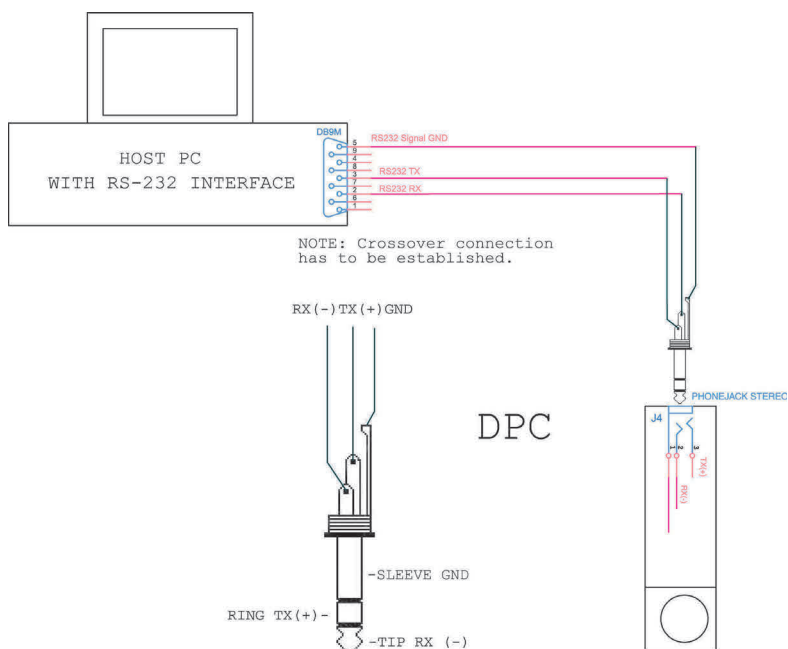 HOST PC
WITH RS-232 INTERFACE
DB9M
5
9
4
8
3
7
2
6
1
RS232 Signal GND
RS232 TX
RS232 RX
NOTE: Crossover connection
has to be established.
RX(-)TX(+)GND
DPC
PHONEJACK STEREO
J4
1
2
3
TX(+)
RX(-)
-SLEEVE GND
RING TX(+)-
-TIP RX (-)